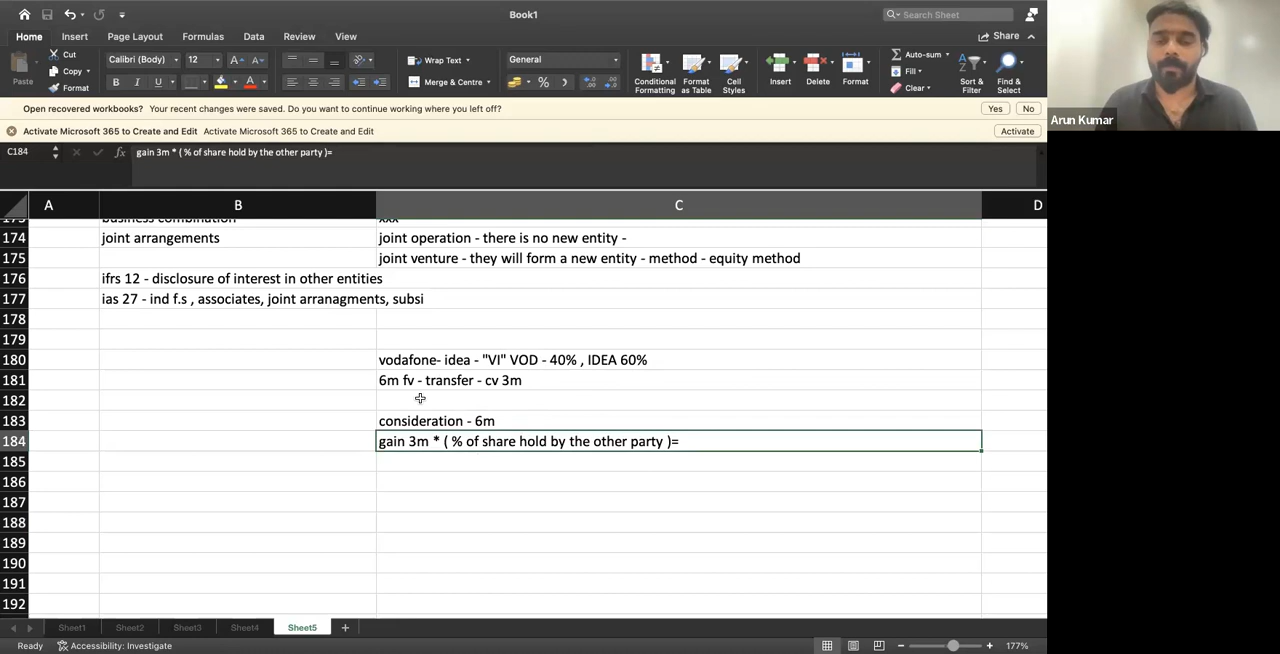 Book1
Search Sheet
Home Insert Page Layout Formulas Data Review View
Share
Paste
Cut
Copy
Format
Calibri (Body) 12
B I U
Wrap Text
Merge & Centre
General
Conditional Formatting
Format as Table
Cell Styles
Insert
Delete
Format
Auto-sum
Fill
Clear
Sort & Filter
Find & Select
Open recovered workbooks? Your recent changes were saved. Do you want to continue working where you left off? Yes No
Activate Microsoft 365 to Create and Edit Activate Microsoft 365 to Create and Edit Activate
Arun Kumar
C184 fx gain 3m * ( % of share hold by the other party )=
A B C D
173 business combination xxx
174 joint arrangements joint operation - there is no new entity -
175 joint venture - they will form a new entity - method - equity method
176 ifrs 12 - disclosure of interest in other entities
177 ias 27 - ind f.s , associates, joint arranagments, subsi
178
179
180 vodafone- idea - "VI" VOD - 40% , IDEA 60%
181 6m fv - transfer - cv 3m
182
183 consideration - 6m
184 gain 3m * ( % of share hold by the other party )=
185
186
187
188
189
190
191
192
Sheet1 Sheet2 Sheet3 Sheet4 Sheet5
Ready Accessibility: Investigate 177%